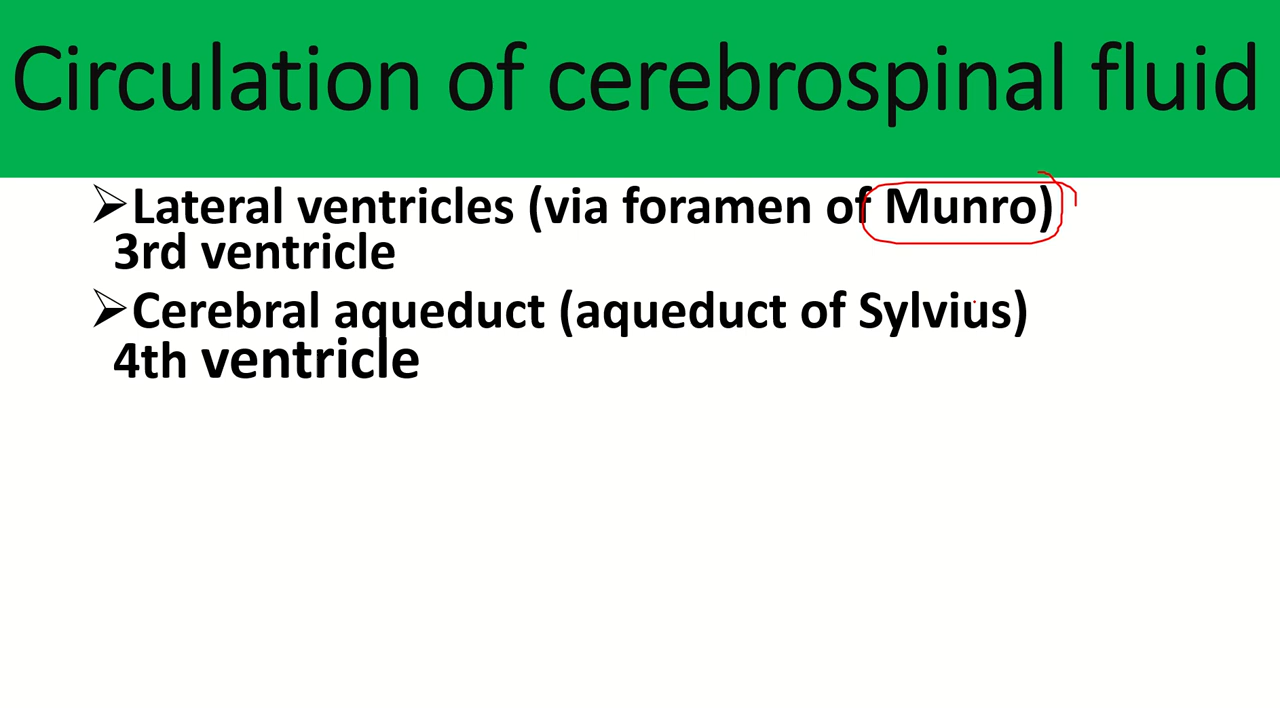 Circulation of cerebrospinal fluid
➢Lateral ventricles (via foramen of Munro)
3rd ventricle
➢Cerebral aqueduct (aqueduct of Sylvius)
4th ventricle